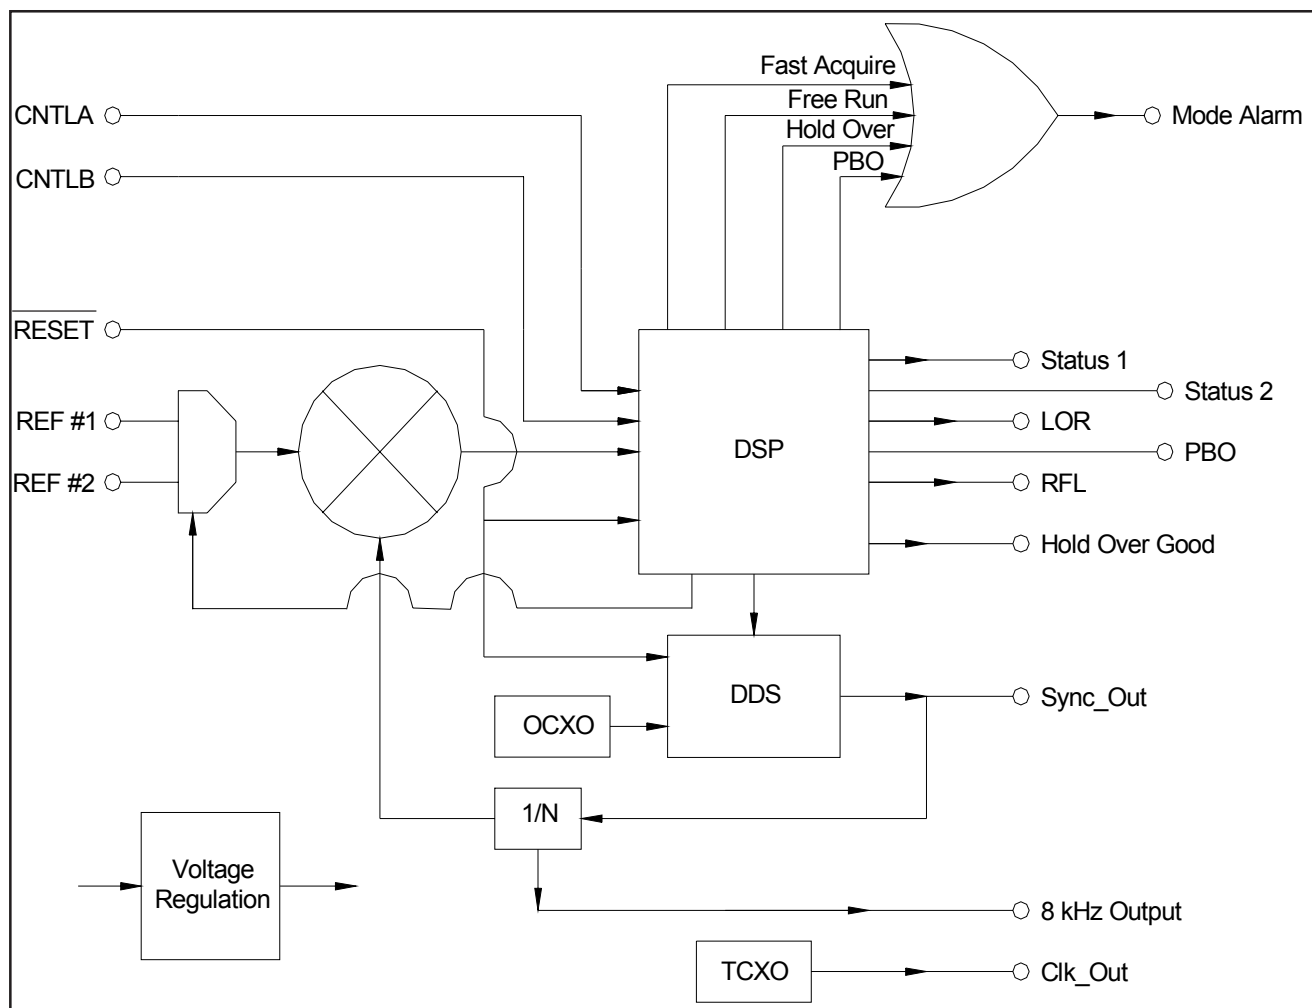 Fast Acquire
Free Run
Hold Over
PBO
Mode Alarm
CNTLA
CNTLB
RESET
REF #1
REF #2
DSP
Status 1
Status 2
LOR
PBO
RFL
Hold Over Good
DDS
OCXO
Sync_Out
1/N
Voltage
Regulation
8 kHz Output
TCXO
Clk_Out